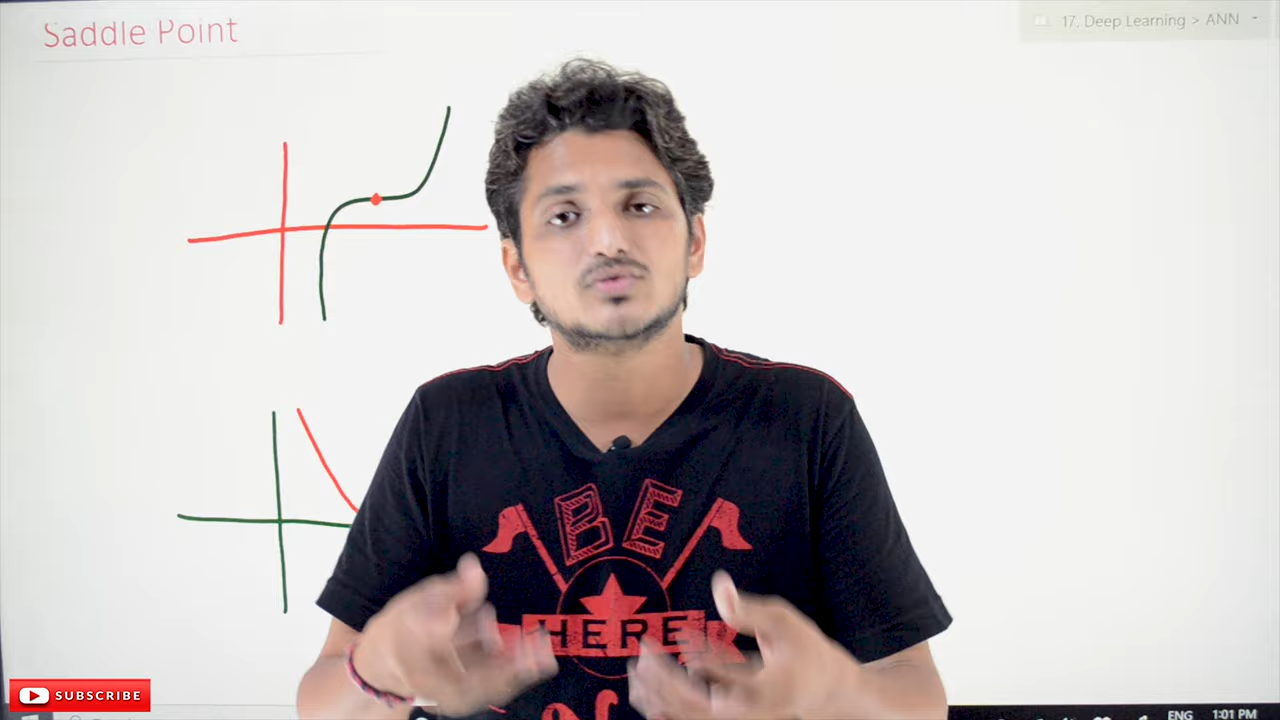 Saddle Point
17. Deep Learning > ANN
BE
HERE
SUBSCRIBE
ENG
1:01 PM